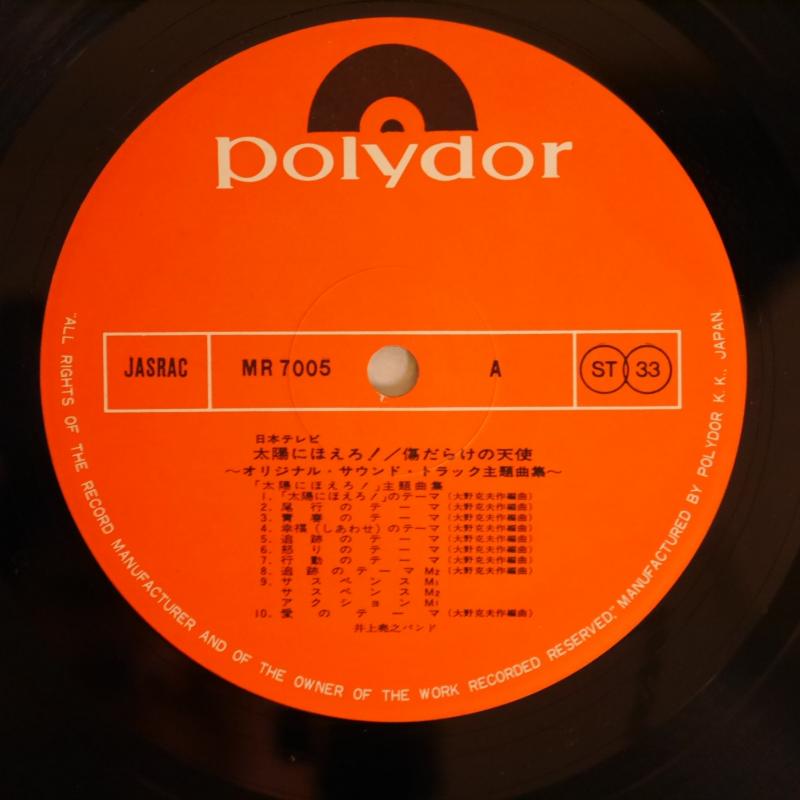 polydor
JASRAC
MR 7005
A
ST 33
日本テレビ
太陽にほえろ！／傷だらけの天使
～オリジナル・サウンド・トラック主題曲集～
「太陽にほえろ！」主題曲集
1. 「太陽にほえろ！」のテーマ (大野克夫作編曲)
2. 尾行のテーマ (大野克夫作編曲)
3. 青春のテーマ (大野克夫作編曲)
4. 幸福（しあわせ）のテーマ (大野克夫作編曲)
5. 追跡のテーマ (大野克夫作編曲)
6. 怒りのテーマ (大野克夫作編曲)
7. 行動のテーマ (大野克夫作編曲)
8. 追跡のテーマ M2 (大野克夫作編曲)
9. サスペンス M1
サスペンス M2
アクション M1
10. 愛のテーマ (大野克夫作編曲)
井上堯之バンド
"ALL RIGHTS OF THE RECORD MANUFACTURER AND OF THE OWNER OF THE WORK RECORDED RESERVED." MANUFACTURED BY POLYDOR K.K., JAPAN.